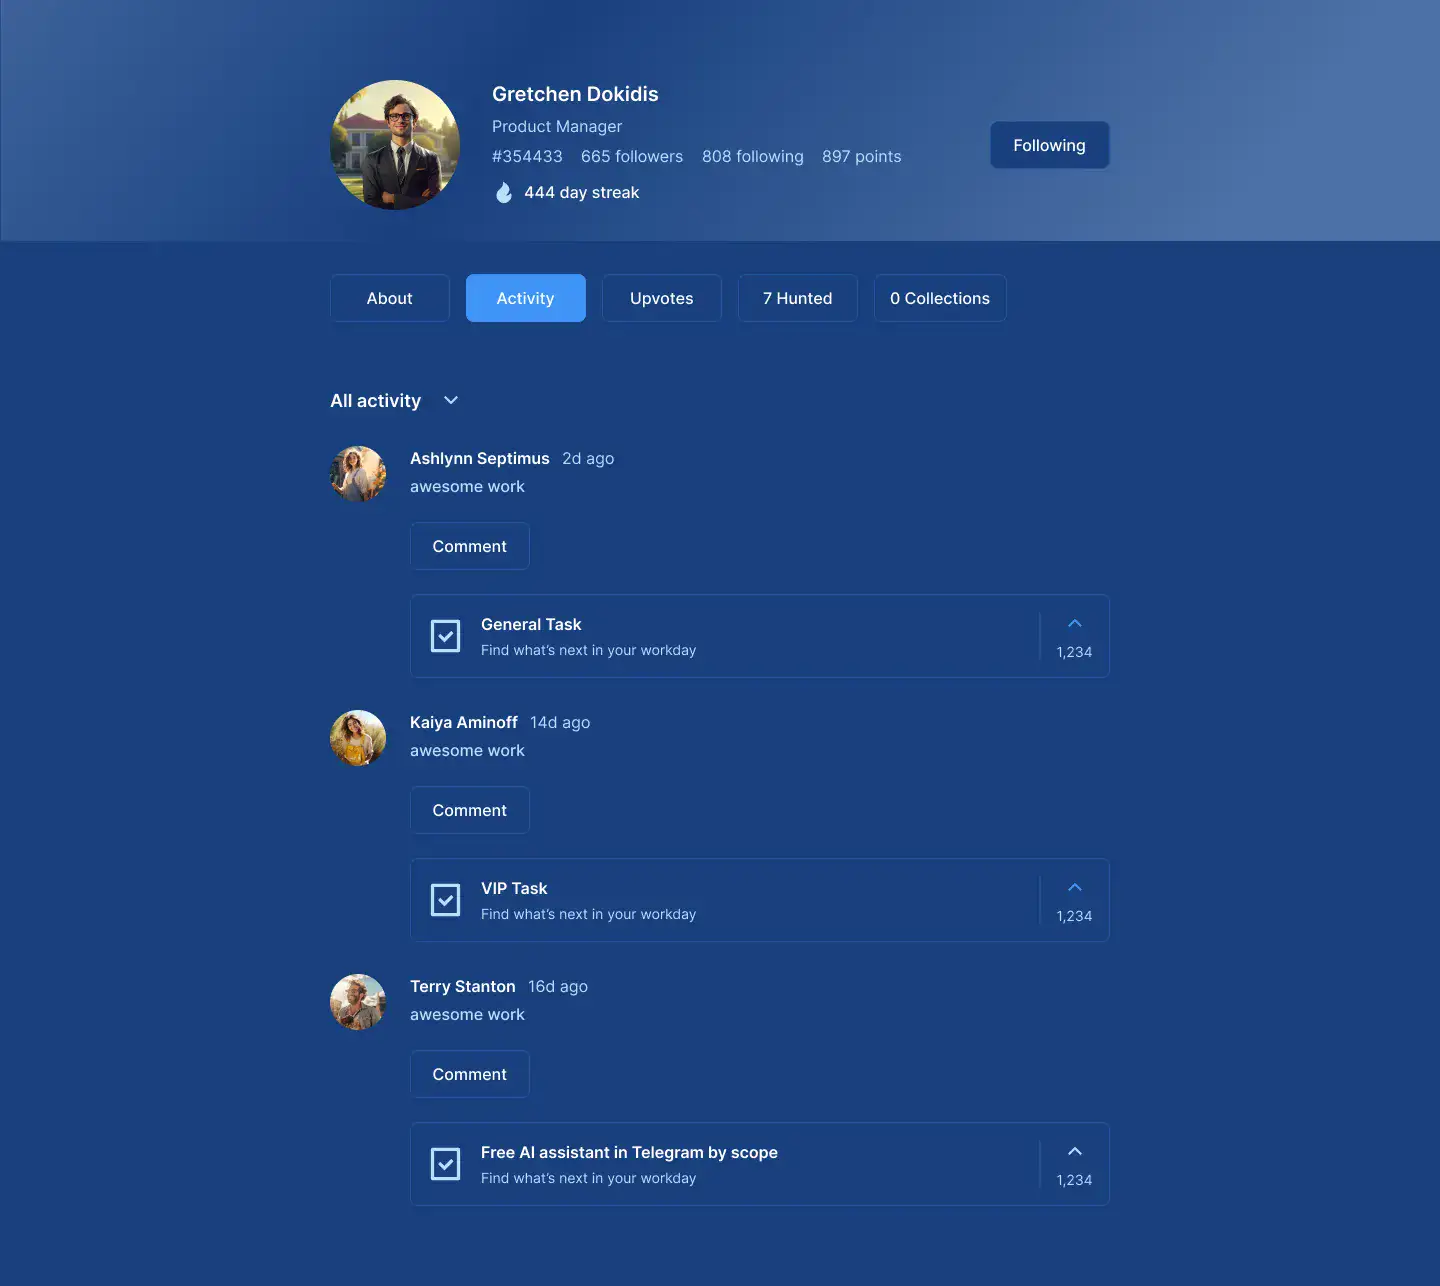 Gretchen Dokidis
Product Manager
#354433 665 followers 808 following 897 points
444 day streak
Following
About Activity Upvotes 7 Hunted 0 Collections
All activity
Ashlynn Septimus 2d ago
awesome work
Comment
General Task
Find what’s next in your workday
1,234
Kaiya Aminoff 14d ago
awesome work
Comment
VIP Task
Find what’s next in your workday
1,234
Terry Stanton 16d ago
awesome work
Comment
Free AI assistant in Telegram by scope
Find what’s next in your workday
1,234